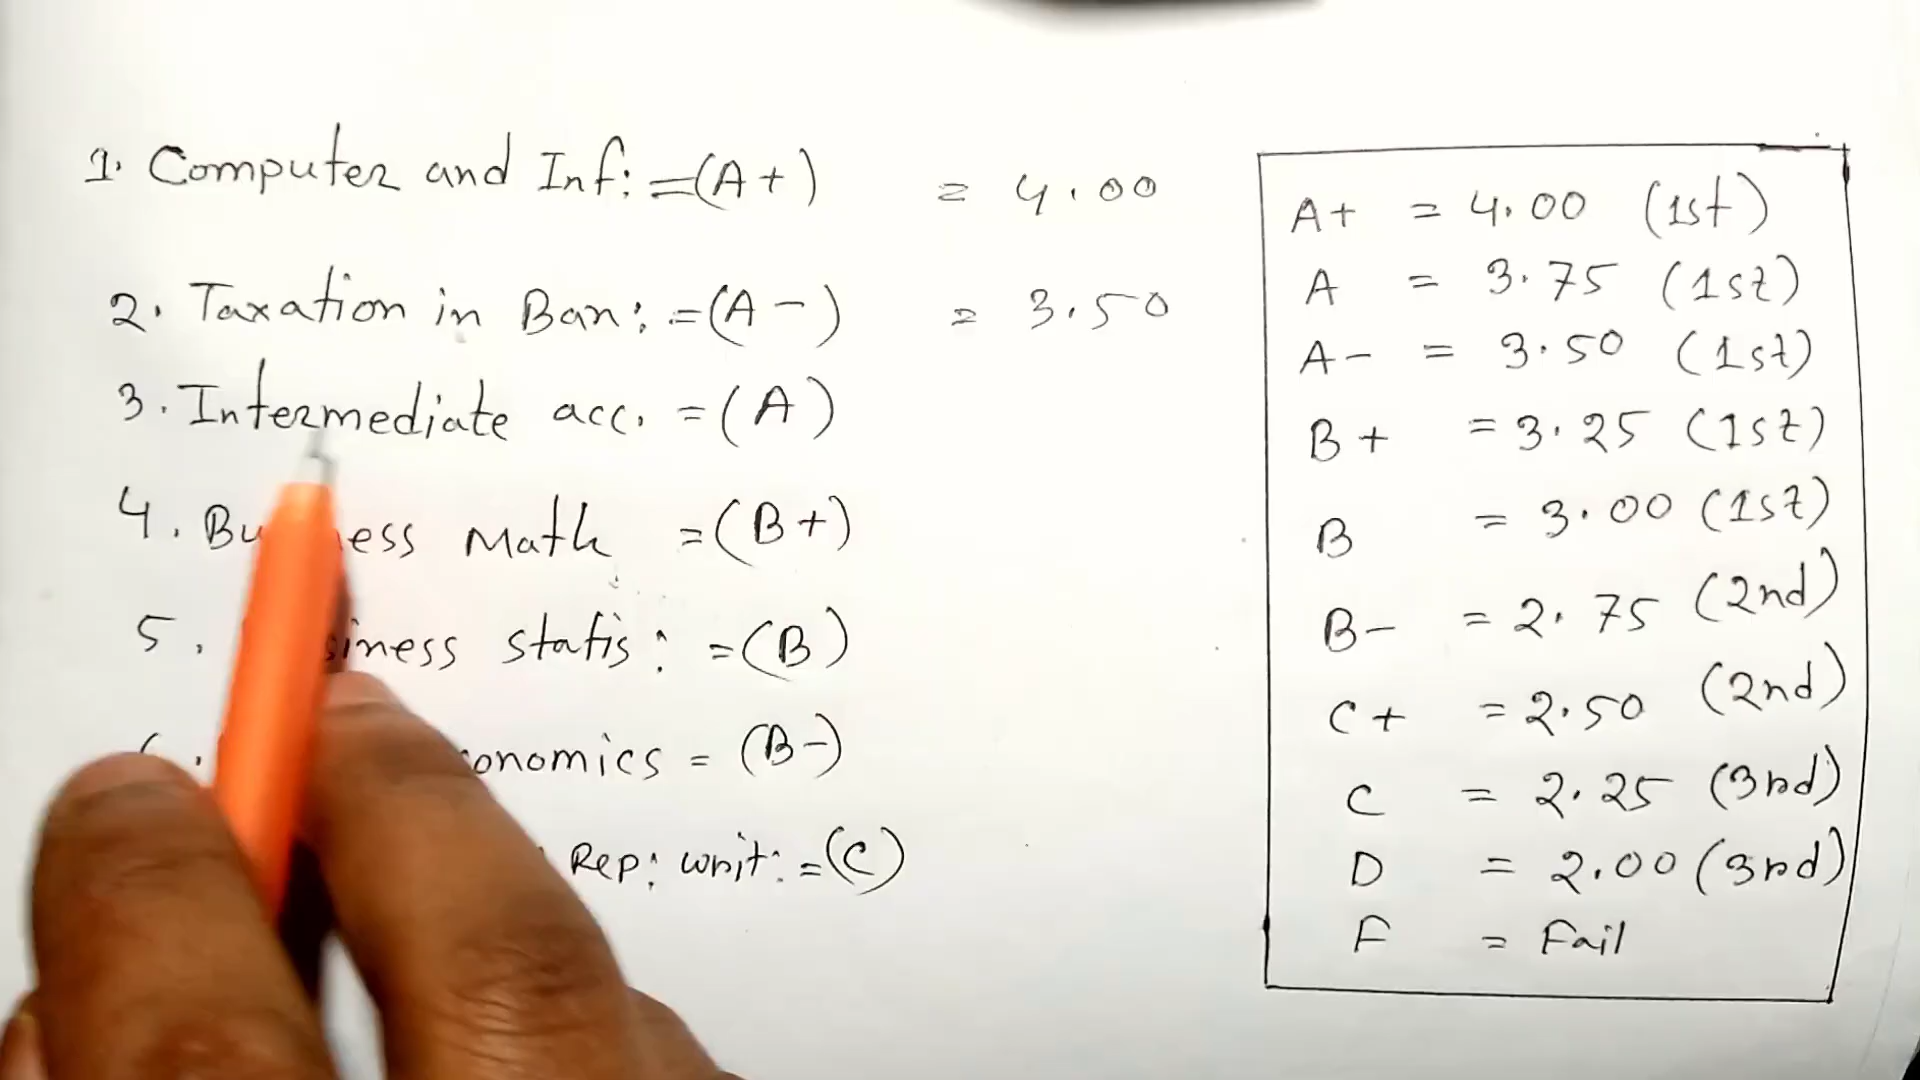 1. Computer and Inf: =(A+) = 4.00
2. Taxation in Ban: =(A-) = 3.50
3. Intermediate acc. =(A)
4. Bu ess Math =(B+)
5. siness statis: =(B)
6. onomics = (B-)
Rep: writ: =(C)
A+ = 4.00 (1st)
A = 3.75 (1st)
A- = 3.50 (1st)
B+ = 3.25 (1st)
B = 3.00 (1st)
B- = 2.75 (2nd)
C+ = 2.50 (2nd)
C = 2.25 (3rd)
D = 2.00 (3rd)
F = Fail